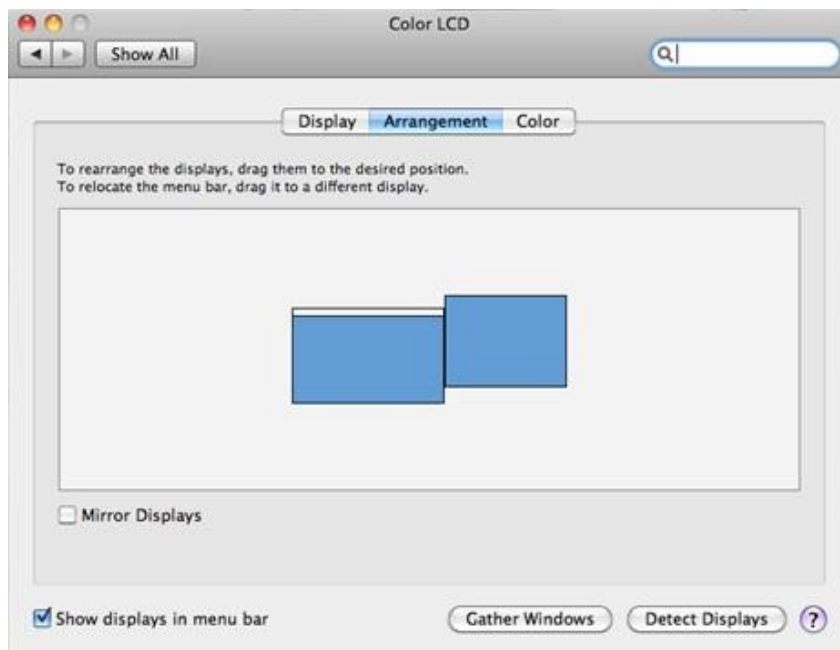 Color LCD
Show All
Display Arrangement Color
To rearrange the displays, drag them to the desired position.
To relocate the menu bar, drag it to a different display.
Mirror Displays
Show displays in menu bar Gather Windows Detect Displays ?